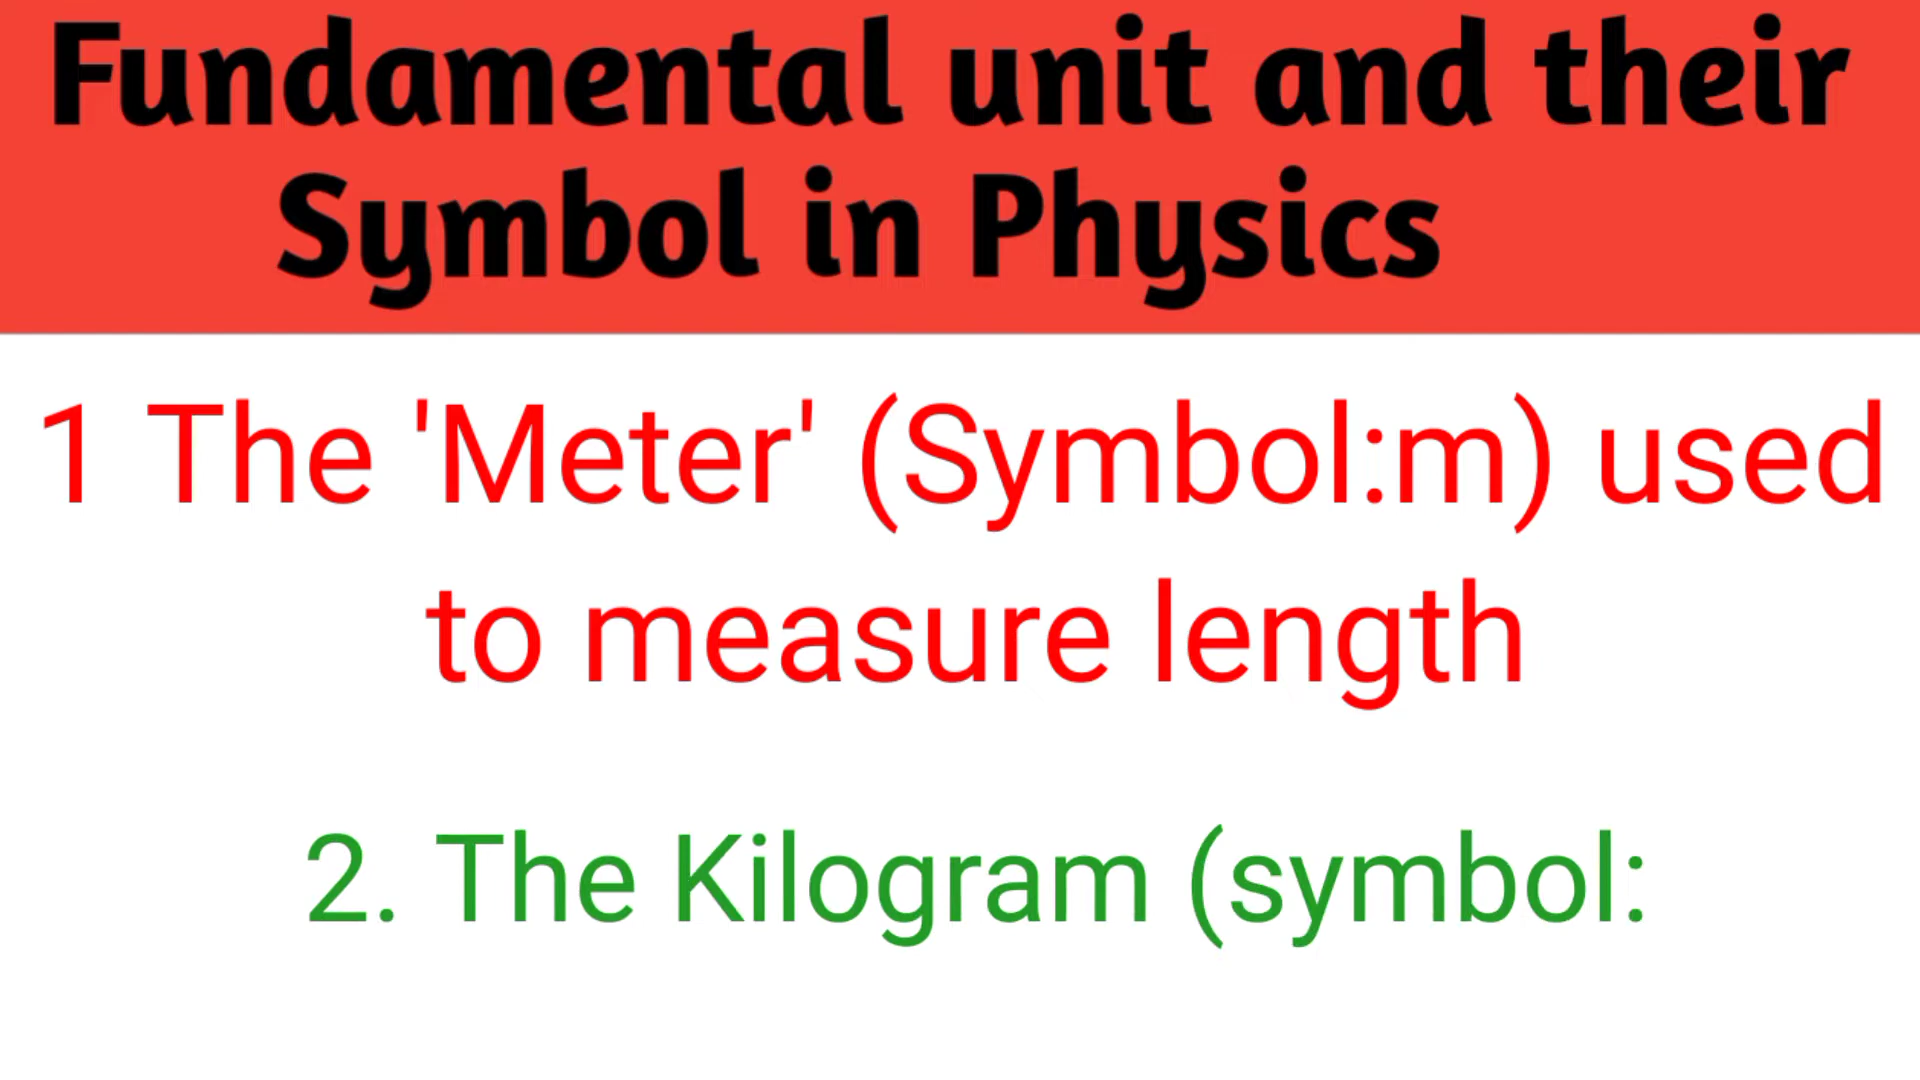 Fundamental unit and their
Symbol in Physics
1 The 'Meter' (Symbol:m) used
to measure length
2. The Kilogram (symbol: